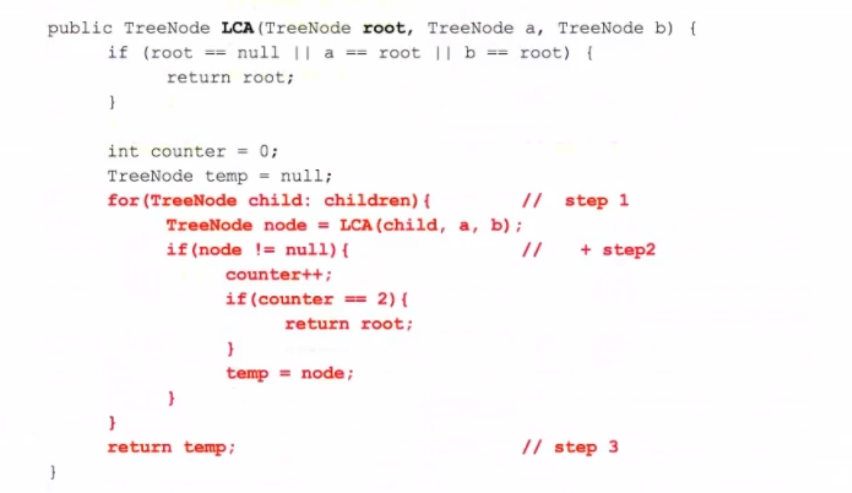 public TreeNode LCA(TreeNode root, TreeNode a, TreeNode b) {
if (root == null || a == root || b == root) {
return root;
}
int counter = 0;
TreeNode temp = null;
for(TreeNode child: children){ // step 1
TreeNode node = LCA(child, a, b);
if(node != null){ // + step2
counter++;
if(counter == 2){
return root;
}
temp = node;
}
}
return temp; // step 3
}